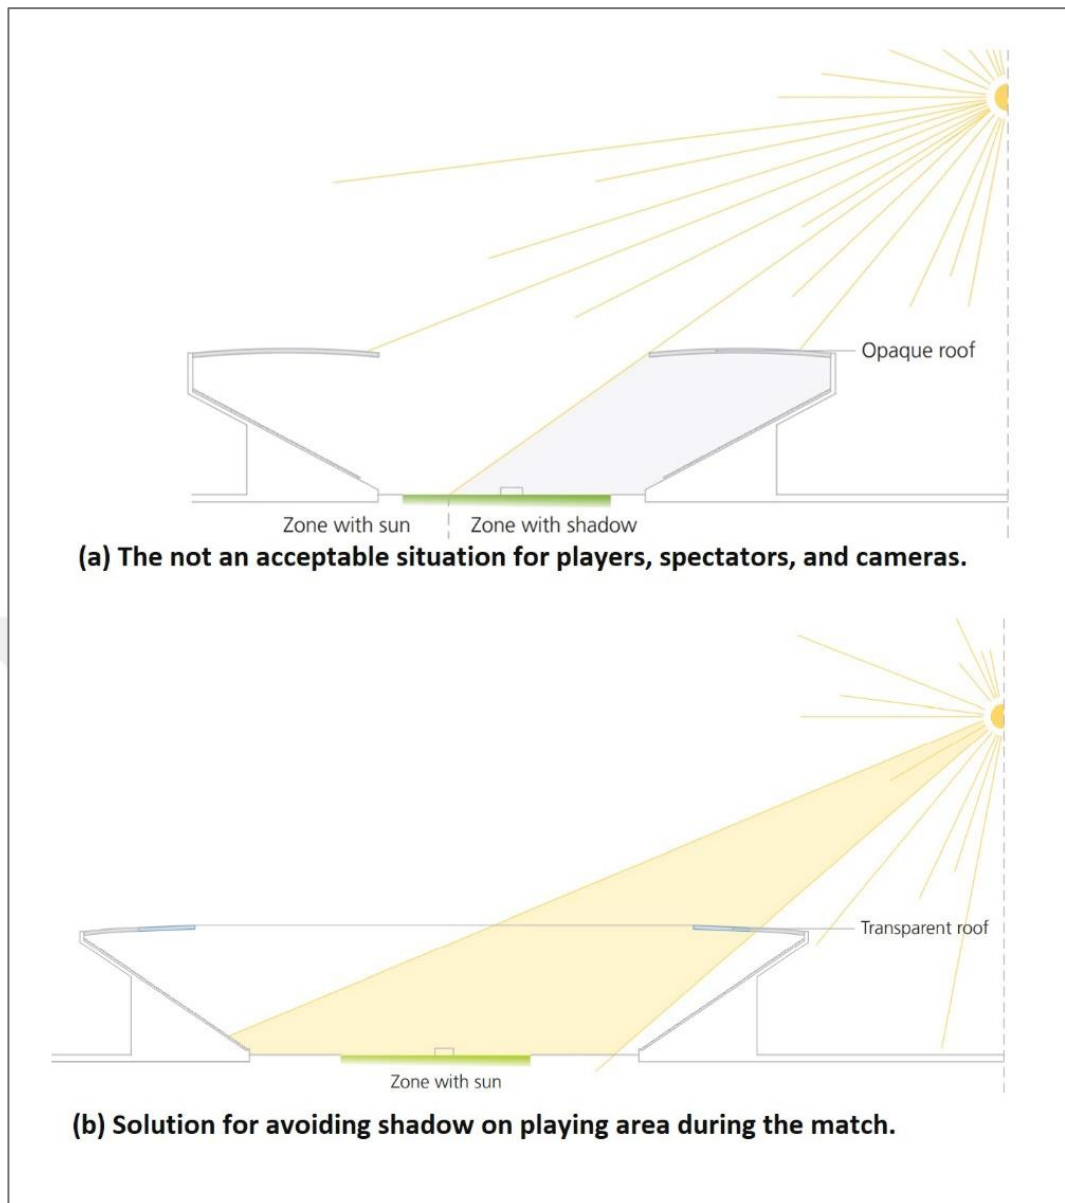 Opaque roof
Zone with sun
Zone with shadow
(a) The not an acceptable situation for players, spectators, and cameras.
Transparent roof
Zone with sun
(b) Solution for avoiding shadow on playing area during the match.